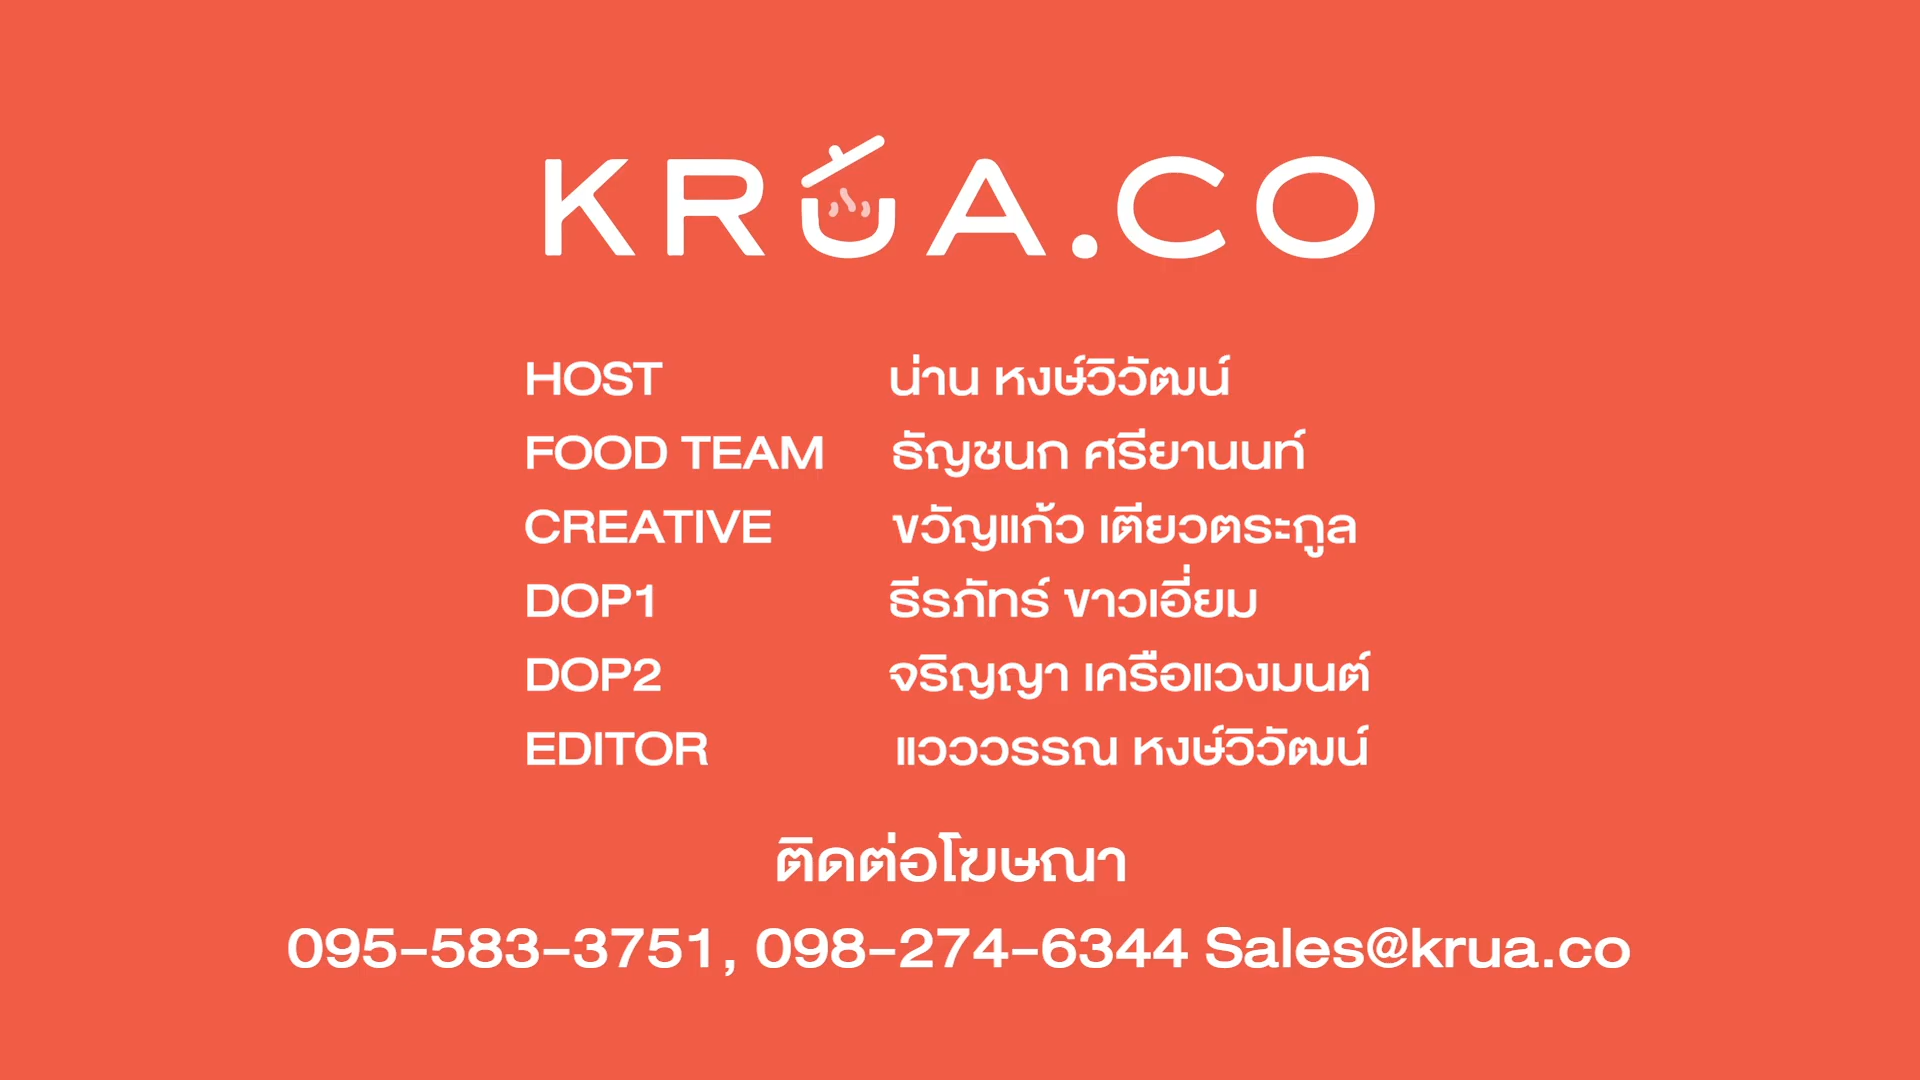 KRUA.CO
HOST น่าน หงษ์วิวัฒน์
FOOD TEAM ธัญชนก ศรียานนท์
CREATIVE ขวัญแก้ว เตียวตระกูล
DOP1 ธีรภัทร์ ขาวเอี่ยม
DOP2 จริญญา เครือแวงมนต์
EDITOR แวววรรณ หงษ์วิวัฒน์
ติดต่อโฆษณา
095-583-3751, 098-274-6344 Sales@krua.co